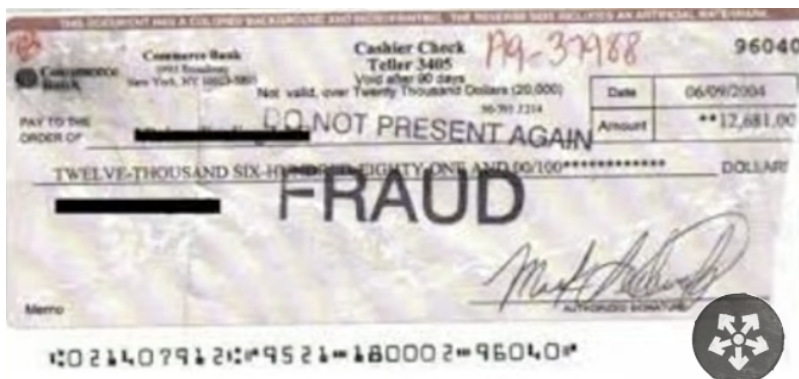 THIS DOCUMENT HAS A COLORED BACKGROUND AND MICROPRINTING. THE REVERSE SIDE INCLUDES AN ARTIFICIAL WATERMARK.
Commerce Bank
Commerce
Bank
New York, NY
Cashier Check
Teller 3405
Void after 90 days
Not valid, over Twenty Thousand Dollars (20,000)
A9-37988
96040
Date 06/09/2004
PAY TO THE
ORDER OF
DO NOT PRESENT AGAIN
Amount **12,681.00
TWELVE-THOUSAND SIX-HUNDRED-EIGHTY-ONE AND 00/100************ DOLLARS
FRAUD
Memo
AUTHORIZED SIGNATURE
⑆021407912⑆⑈9521⑉180002⑉96040⑈